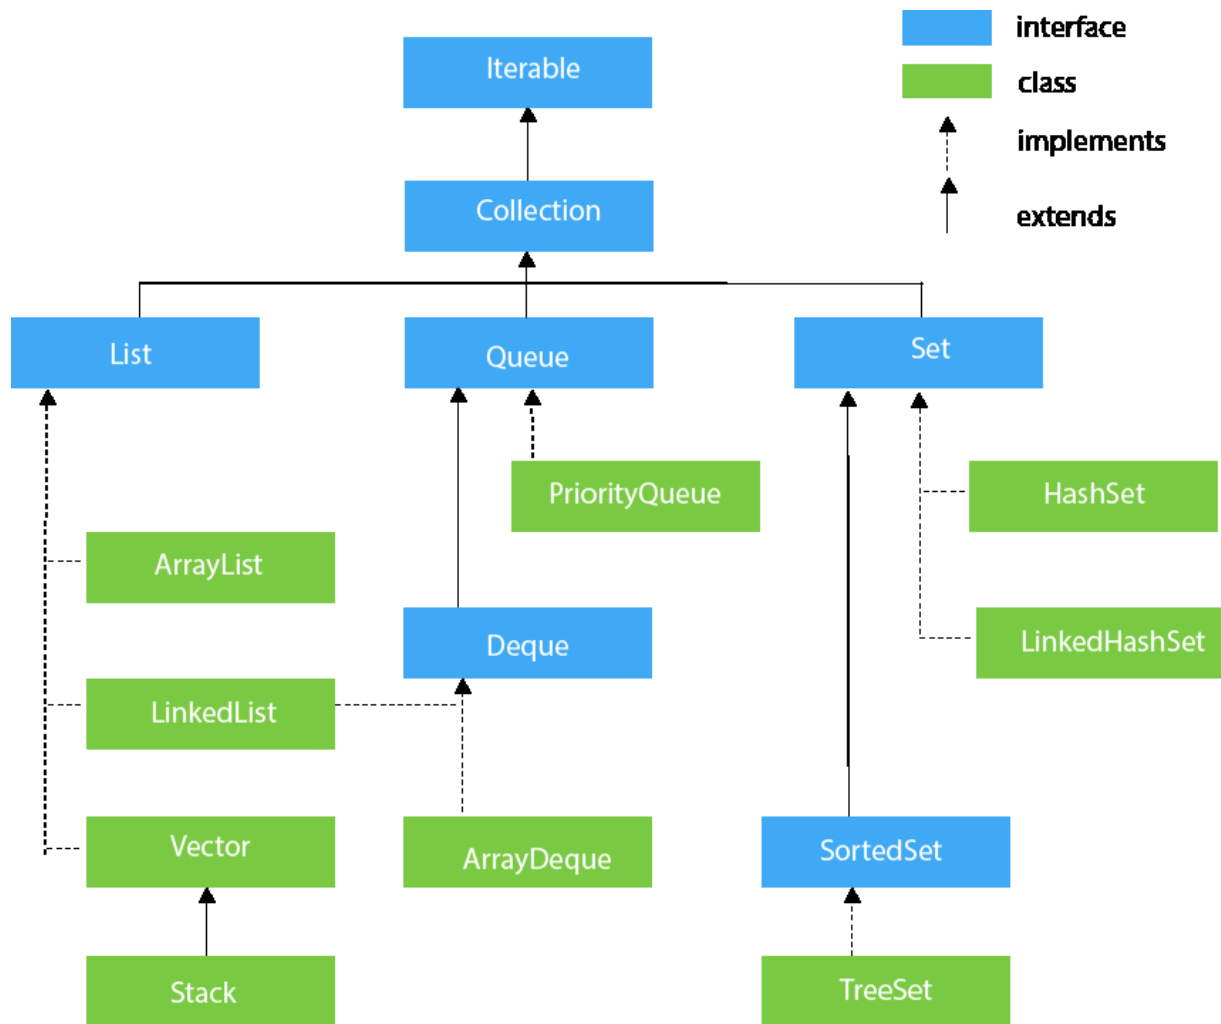 interface
Iterable
class
implements
Collection
extends
List
Queue
Set
PriorityQueue
HashSet
ArrayList
Deque
LinkedHashSet
LinkedList
Vector
ArrayDeque
SortedSet
Stack
TreeSet